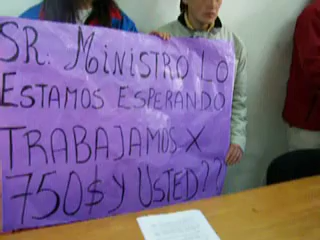 SR. MINISTRO LO
ESTAMOS ESPERANDO
TRABAJAMOS X
750$ Y USTED??